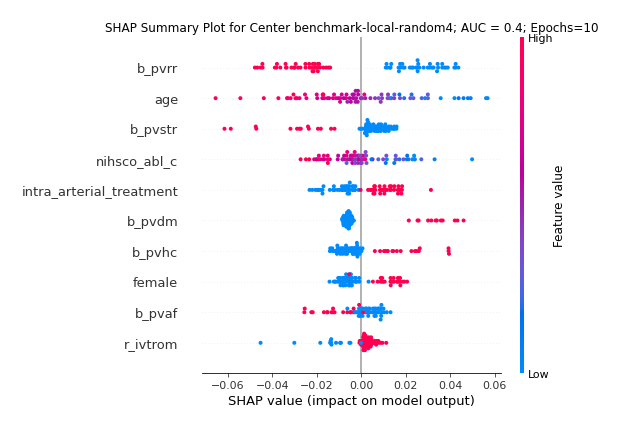 SHAP Summary Plot for Center benchmark-local-random4; AUC = 0.4; Epochs=10
High
b_pvrr
age
b_pvstr
nihsco_abl_c
intra_arterial_treatment
b_pvdm
b_pvhc
female
b_pvaf
r_ivtrom
Feature value
Low
−0.06 −0.04 −0.02 0.00 0.02 0.04 0.06
SHAP value (impact on model output)